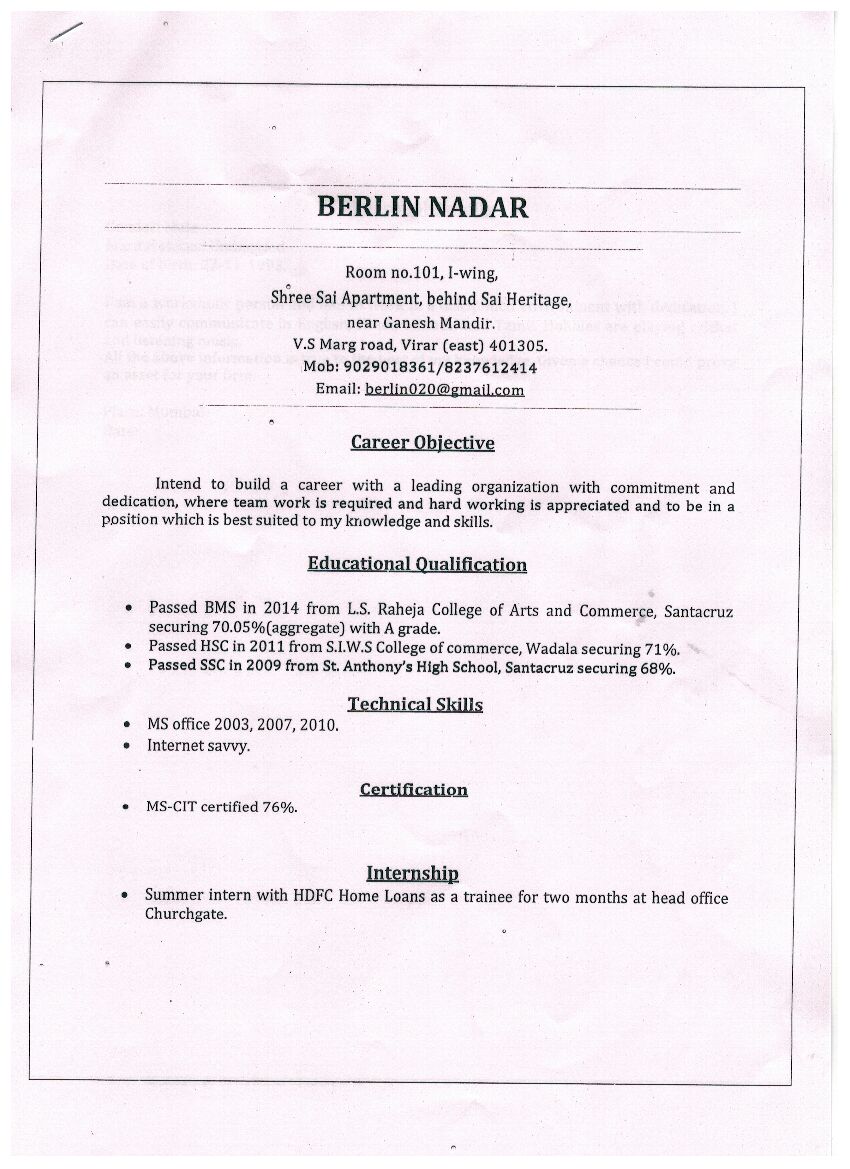 BERLIN NADAR
Room no.101, I-wing,
Shree Sai Apartment, behind Sai Heritage,
near Ganesh Mandir.
V.S Marg road, Virar (east) 401305.
Mob: 9029018361/8237612414
Email: berlin020@gmail.com
Career Objective
Intend to build a career with a leading organization with commitment and
dedication, where team work is required and hard working is appreciated and to be in a
position which is best suited to my knowledge and skills.
Educational Qualification
• Passed BMS in 2014 from L.S. Raheja College of Arts and Commerce, Santacruz
securing 70.05%(aggregate) with A grade.
• Passed HSC in 2011 from S.I.W.S College of commerce, Wadala securing 71%.
• Passed SSC in 2009 from St. Anthony's High School, Santacruz securing 68%.
Technical Skills
• MS office 2003, 2007, 2010.
• Internet savvy.
Certification
• MS-CIT certified 76%.
Internship
• Summer intern with HDFC Home Loans as a trainee for two months at head office
Churchgate.